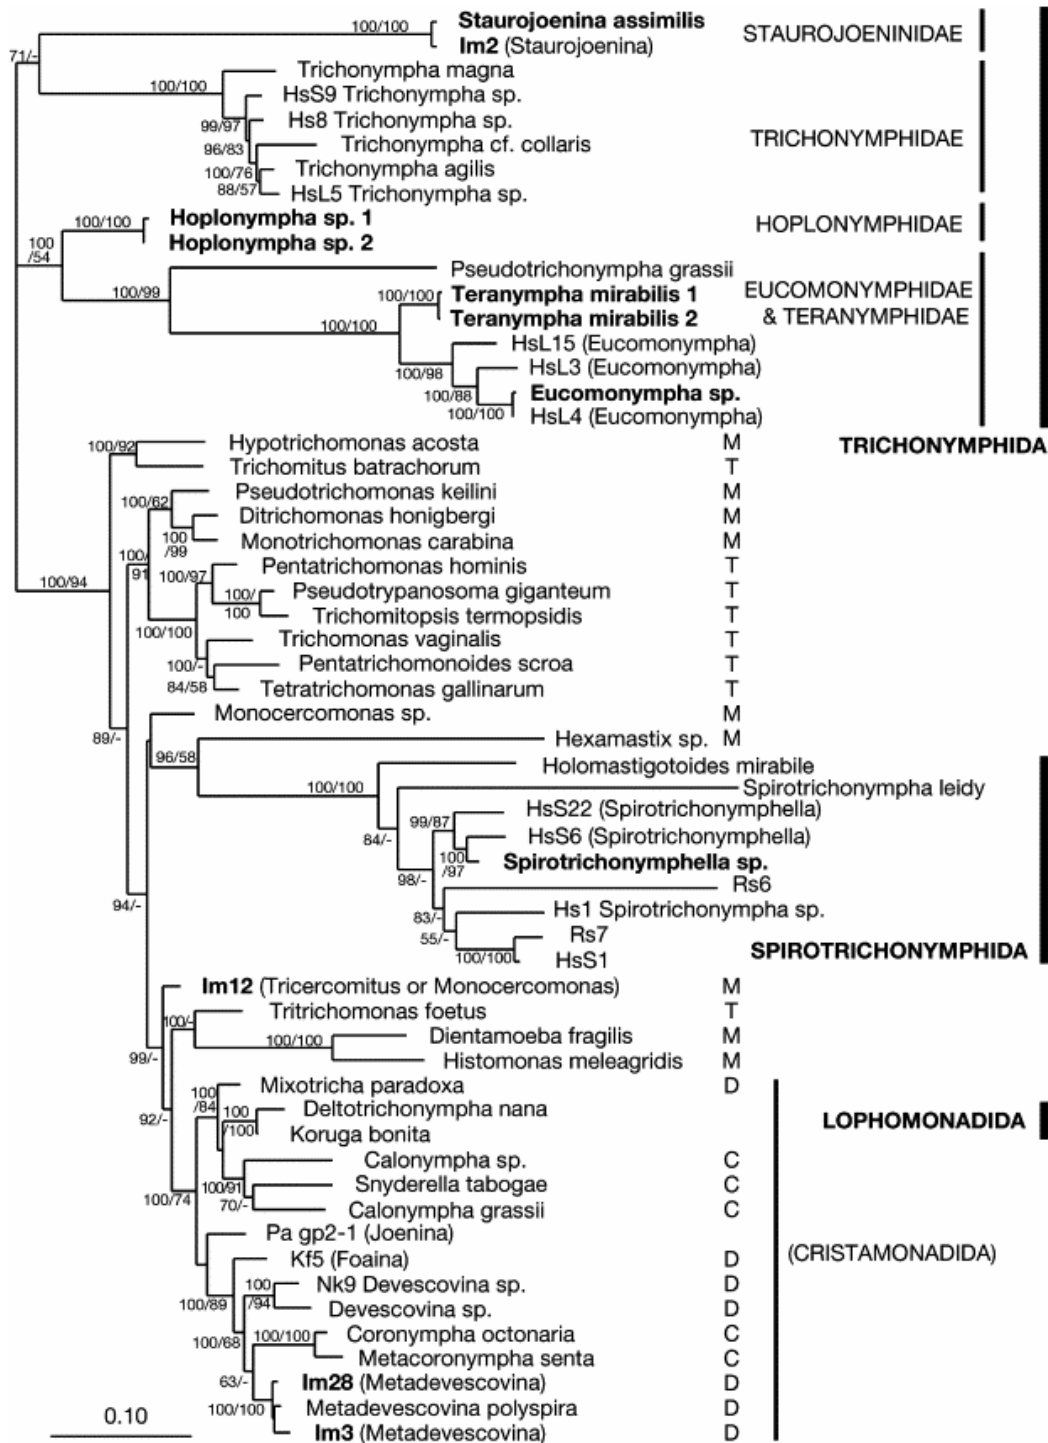 Staurojoenina assimilis
100/100
Im2 (Staurojoenina)
STAUROJOENINIDAE
71/-
Trichonympha magna
100/100
HsS9 Trichonympha sp.
Hs8 Trichonympha sp.
99/97
TRICHONYMPHIDAE
Trichonympha cf. collaris
96/83
Trichonympha agilis
100/76
88/57
HsL5 Trichonympha sp.
Hoplonympha sp. 1
100/100
HOPLONYMPHIDAE
Hoplonympha sp. 2
100
/54
Pseudotrichonympha grassii
100/99
100/100
Teranympha mirabilis 1
EUCOMONYMPHIDAE
& TERANYMPHIDAE
Teranympha mirabilis 2
100/100
HsL15 (Eucomonympha)
HsL3 (Eucomonympha)
100/98
Eucomonympha sp.
100/88
100/100
HsL4 (Eucomonympha)
Hypotrichomonas acosta M
100/92
TRICHONYMPHIDA
Trichomitus batrachorum T
Pseudotrichomonas keilini M
100/62
Ditrichomonas honigbergi M
Monotrichomonas carabina M
100
/99
100/
91
Pentatrichomonas hominis T
100/97
100/94
Pseudotrypanosoma giganteum T
100/
100
Trichomitopsis termopsidis T
100/100
Trichomonas vaginalis T
Pentatrichomonoides scroa T
100/-
84/58
Tetratrichomonas gallinarum T
Monocercomonas sp. M
89/-
Hexamastix sp. M
96/58
Holomastigotoides mirabile
100/100
Spirotrichonympha leidy
HsS22 (Spirotrichonymphella)
99/87
HsS6 (Spirotrichonymphella)
84/-
100
/97
Spirotrichonymphella sp.
98/-
Rs6
94/-
Hs1 Spirotrichonympha sp.
83/-
Rs7
55/-
100/100
HsS1
SPIROTRICHONYMPHIDA
Im12 (Tricercomitus or Monocercomonas) M
Tritrichomonas foetus T
100/-
Dientamoeba fragilis M
100/100
Histomonas meleagridis M
99/-
Mixotricha paradoxa D
100
/84
Deltotrichonympha nana
100
/100
92/-
LOPHOMONADIDA
Koruga bonita
Calonympha sp. C
Snyderella tabogae C
100/91
100/74
70/-
Calonympha grassii C
Pa gp2-1 (Joenina)
Kf5 (Foaina) D
(CRISTAMONADIDA)
Nk9 Devescovina sp. D
100
/94
100/89
Devescovina sp. D
Coronympha octonaria C
100/100
100/68
Metacoronympha senta C
Im28 (Metadevescovina) D
63/-
Metadevescovina polyspira D
100/100
Im3 (Metadevescovina) D
0.10